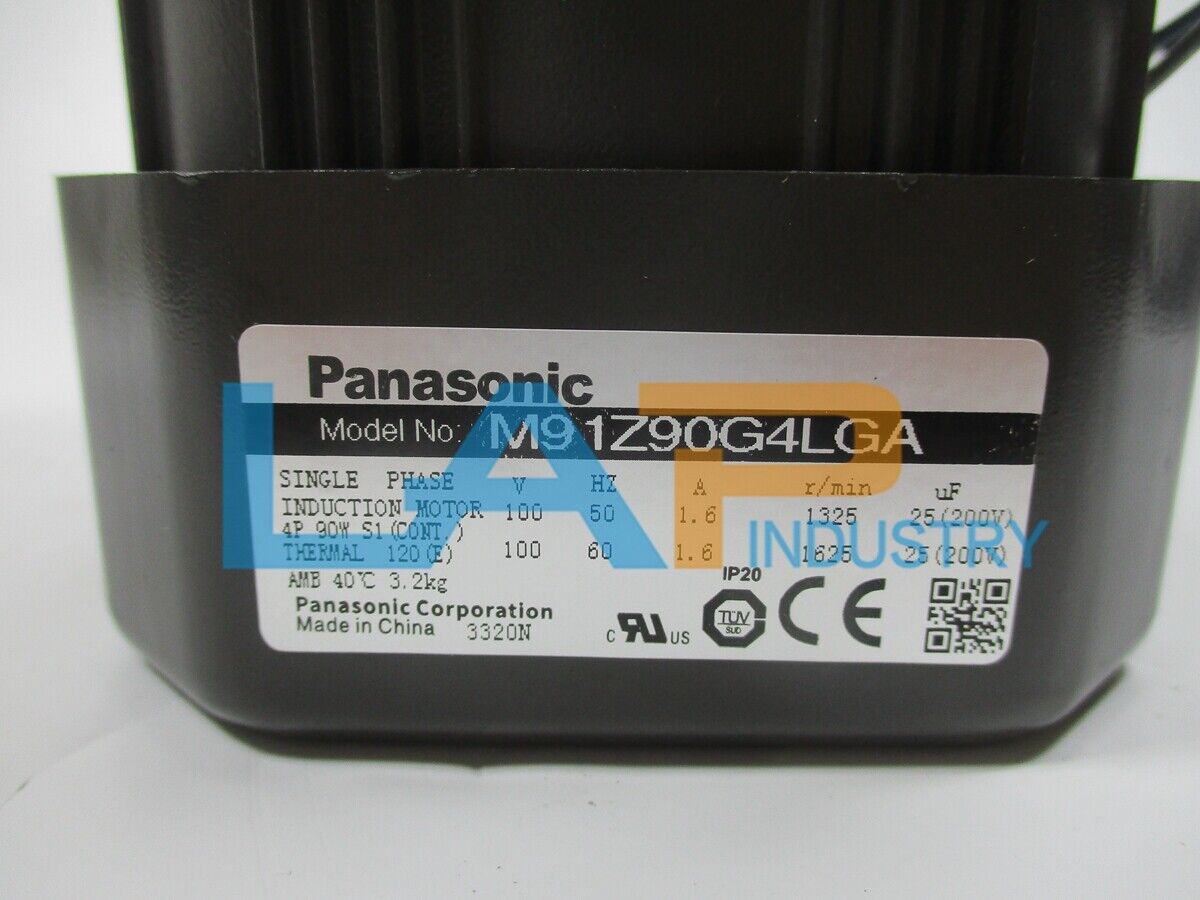 Panasonic
Model No: M91Z90G4LGA
SINGLE PHASE V HZ A r/min uF
INDUCTION MOTOR 100 50 1.6 1325 25(200V)
4P 90W S1(CONT.)
THERMAL 120(E) 100 60 1.6 1625 25(200V)
AMB 40℃ 3.2kg
IP20
Panasonic Corporation
Made in China 3320N
c RU US
TÜV
SÜD
CE
LAP
INDUSTRY